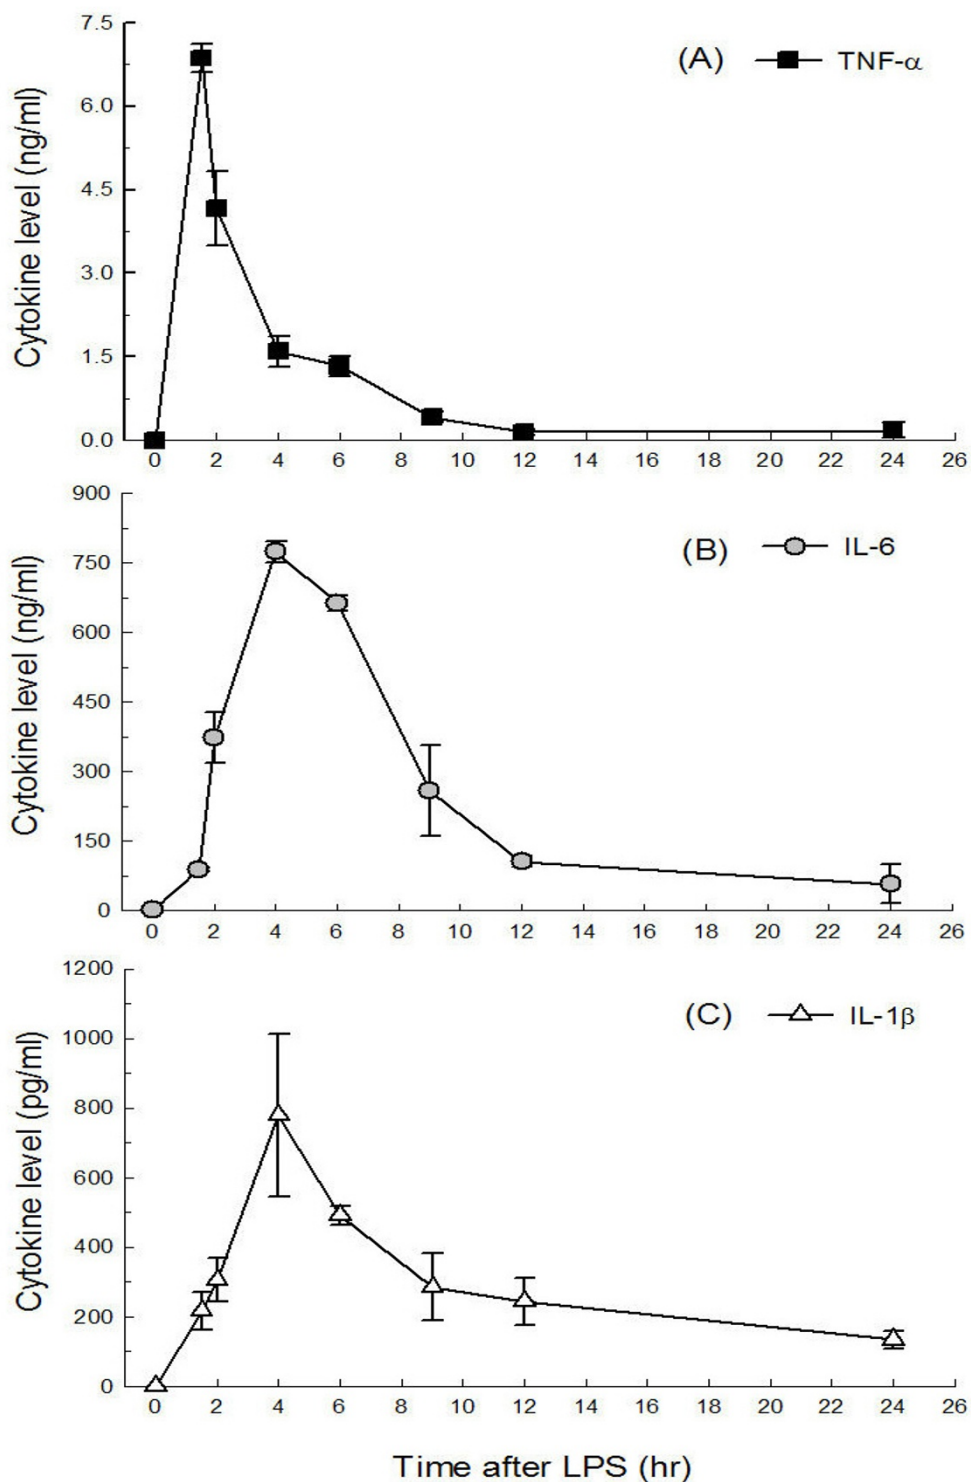 7.5
(A) TNF-α
6.0
4.5
3.0
1.5
0.0
Cytokine level (ng/ml)
0 2 4 6 8 10 12 14 16 18 20 22 24 26
900
(B) IL-6
750
600
450
300
150
0
Cytokine level (ng/ml)
0 2 4 6 8 10 12 14 16 18 20 22 24 26
1200
(C) IL-1β
1000
800
600
400
200
0
Cytokine level (pg/ml)
0 2 4 6 8 10 12 14 16 18 20 22 24 26
Time after LPS (hr)